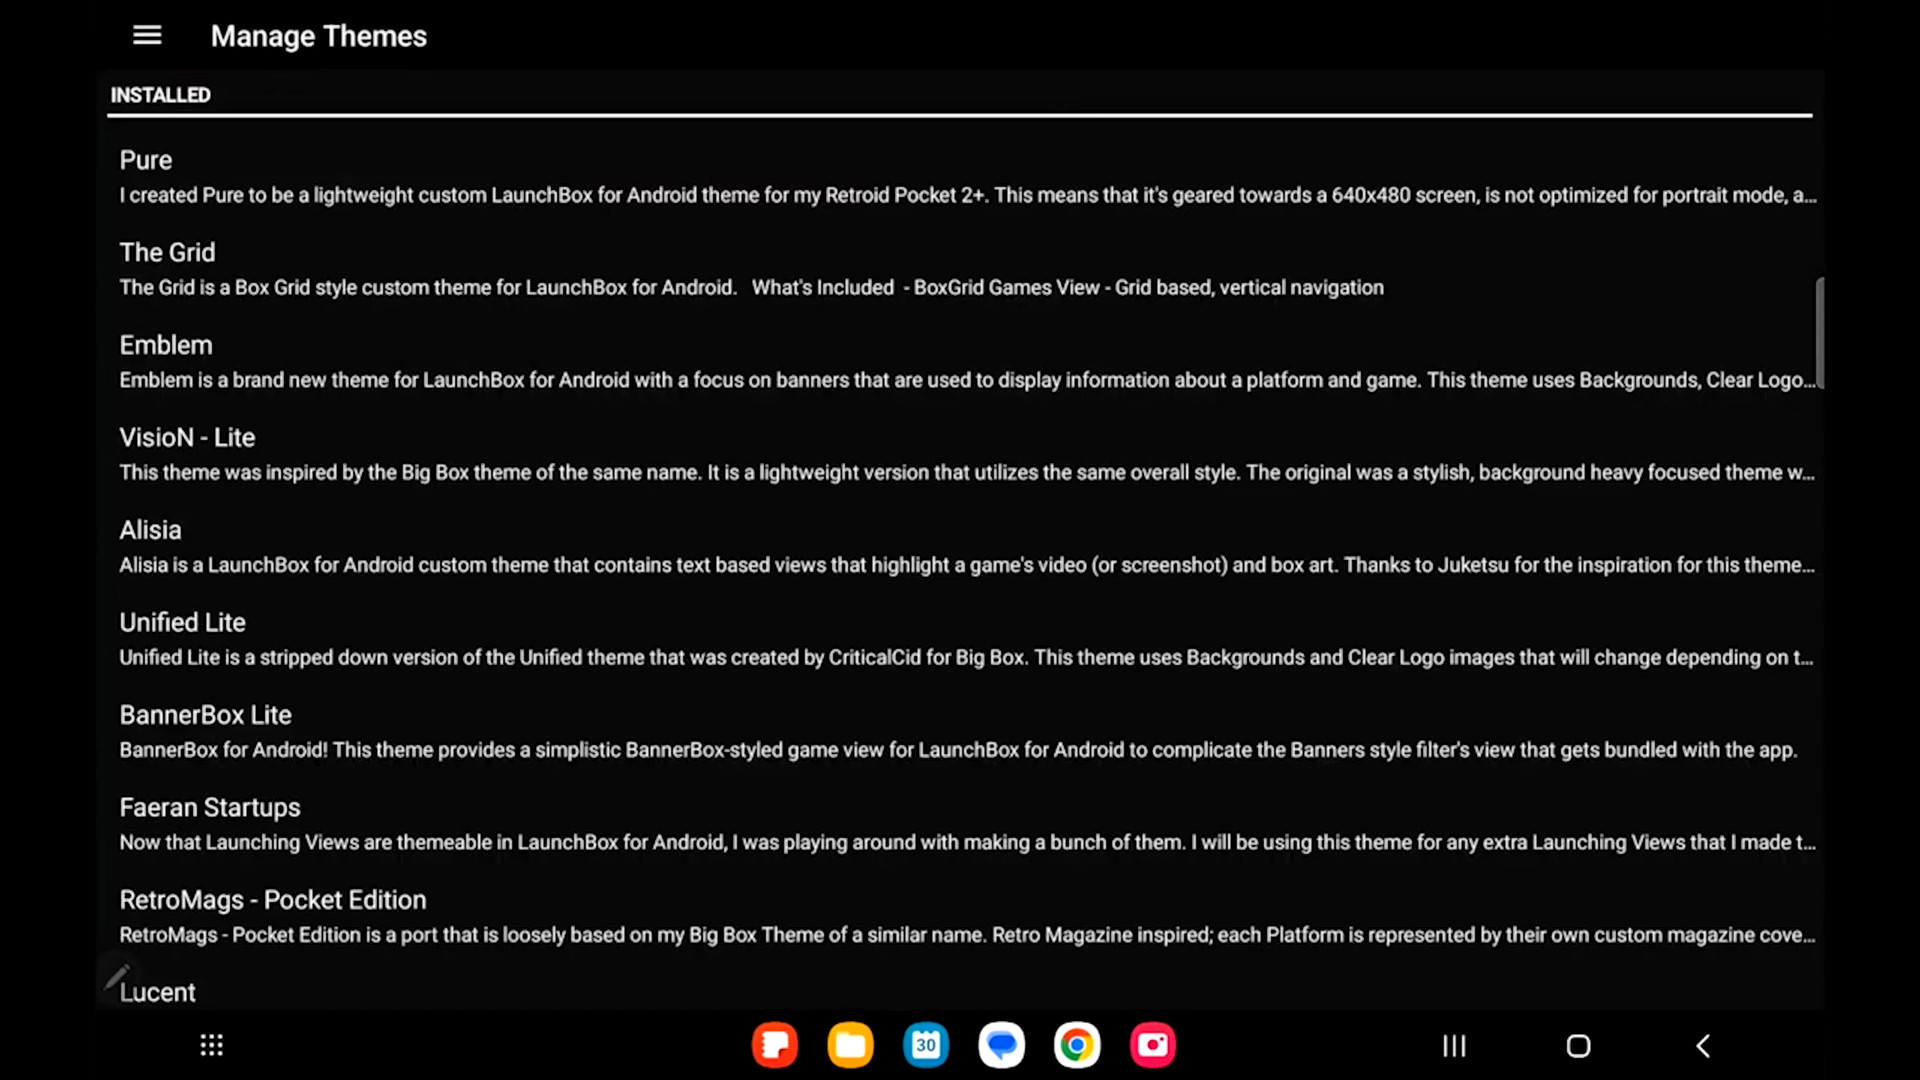 Manage Themes
INSTALLED
Pure
I created Pure to be a lightweight custom LaunchBox for Android theme for my Retroid Pocket 2+. This means that it's geared towards a 640x480 screen, is not optimized for portrait mode, a...
The Grid
The Grid is a Box Grid style custom theme for LaunchBox for Android.   What's Included  - BoxGrid Games View - Grid based, vertical navigation
Emblem
Emblem is a brand new theme for LaunchBox for Android with a focus on banners that are used to display information about a platform and game. This theme uses Backgrounds, Clear Logo...
VisioN - Lite
This theme was inspired by the Big Box theme of the same name. It is a lightweight version that utilizes the same overall style. The original was a stylish, background heavy focused theme w...
Alisia
Alisia is a LaunchBox for Android custom theme that contains text based views that highlight a game's video (or screenshot) and box art. Thanks to Juketsu for the inspiration for this theme...
Unified Lite
Unified Lite is a stripped down version of the Unified theme that was created by CriticalCid for Big Box. This theme uses Backgrounds and Clear Logo images that will change depending on t...
BannerBox Lite
BannerBox for Android! This theme provides a simplistic BannerBox-styled game view for LaunchBox for Android to complicate the Banners style filter's view that gets bundled with the app.
Faeran Startups
Now that Launching Views are themeable in LaunchBox for Android, I was playing around with making a bunch of them. I will be using this theme for any extra Launching Views that I made t...
RetroMags - Pocket Edition
RetroMags - Pocket Edition is a port that is loosely based on my Big Box Theme of a similar name. Retro Magazine inspired; each Platform is represented by their own custom magazine cove...
Lucent
30